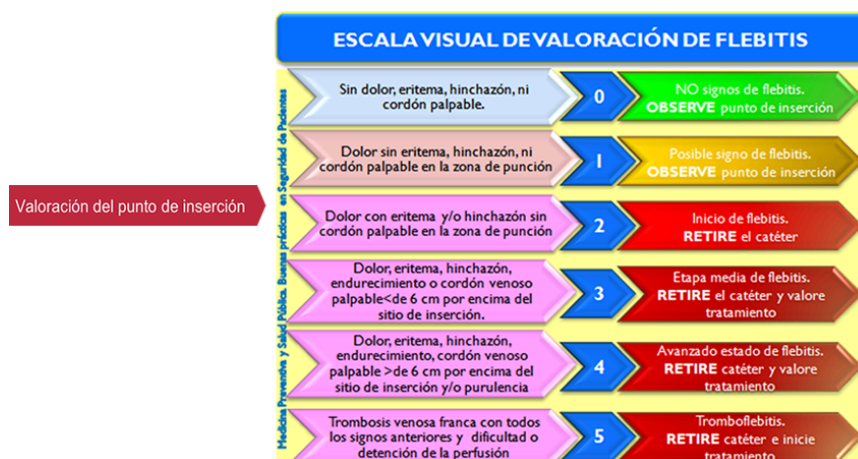 ESCALA VISUAL DE VALORACIÓN DE FLEBITIS
Valoración del punto de inserción
Medicina Preventiva y Salud Pública. Buenas prácticas en Seguridad de Pacientes
Sin dolor, eritema, hinchazón, ni
cordón palpable.
0
NO signos de flebitis.
OBSERVE punto de inserción
Dolor sin eritema, hinchazón, ni
cordón palpable en la zona de punción
1
Posible signo de flebitis.
OBSERVE punto de inserción
Dolor con eritema y/o hinchazón sin
cordón palpable en la zona de punción
2
Inicio de flebitis.
RETIRE el catéter
Dolor, eritema, hinchazón,
endurecimiento o cordón venoso
palpable<de 6 cm por encima del
sitio de inserción.
3
Etapa media de flebitis.
RETIRE el catéter y valore
tratamiento
Dolor, eritema, hinchazón,
endurecimiento, cordón venoso
palpable >de 6 cm por encima del
sitio de inserción y/o purulencia
4
Avanzado estado de flebitis.
RETIRE catéter y valore
tratamiento
Trombosis venosa franca con todos
los signos anteriores y dificultad o
detención de la perfusión
5
Tromboflebitis.
RETIRE catéter e inicie
tratamiento